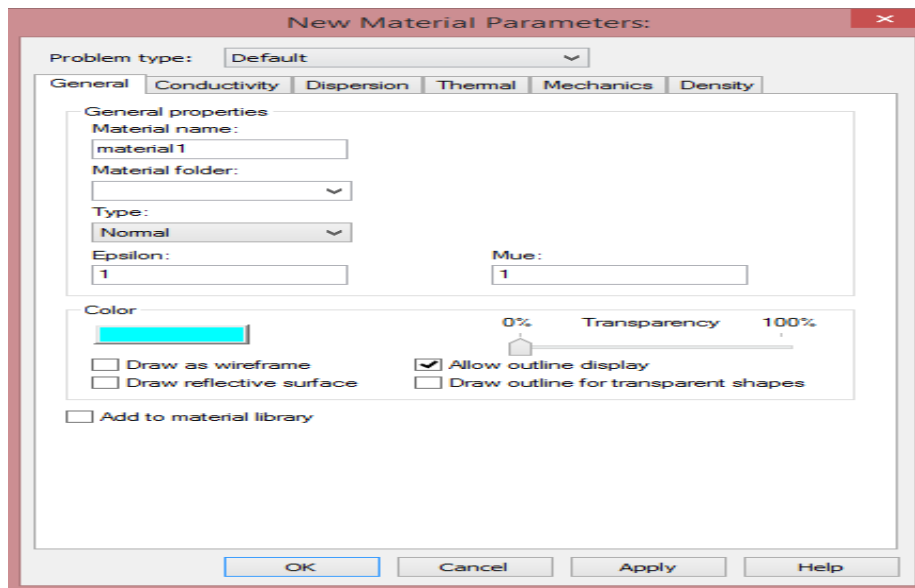 New Material Parameters:
Problem type: Default
General Conductivity Dispersion Thermal Mechanics Density
General properties
Material name:
material1
Material folder:
Type:
Normal
Epsilon: Mue:
1 1
Color
0% Transparency 100%
Draw as wireframe Allow outline display
Draw reflective surface Draw outline for transparent shapes
Add to material library
OK Cancel Apply Help